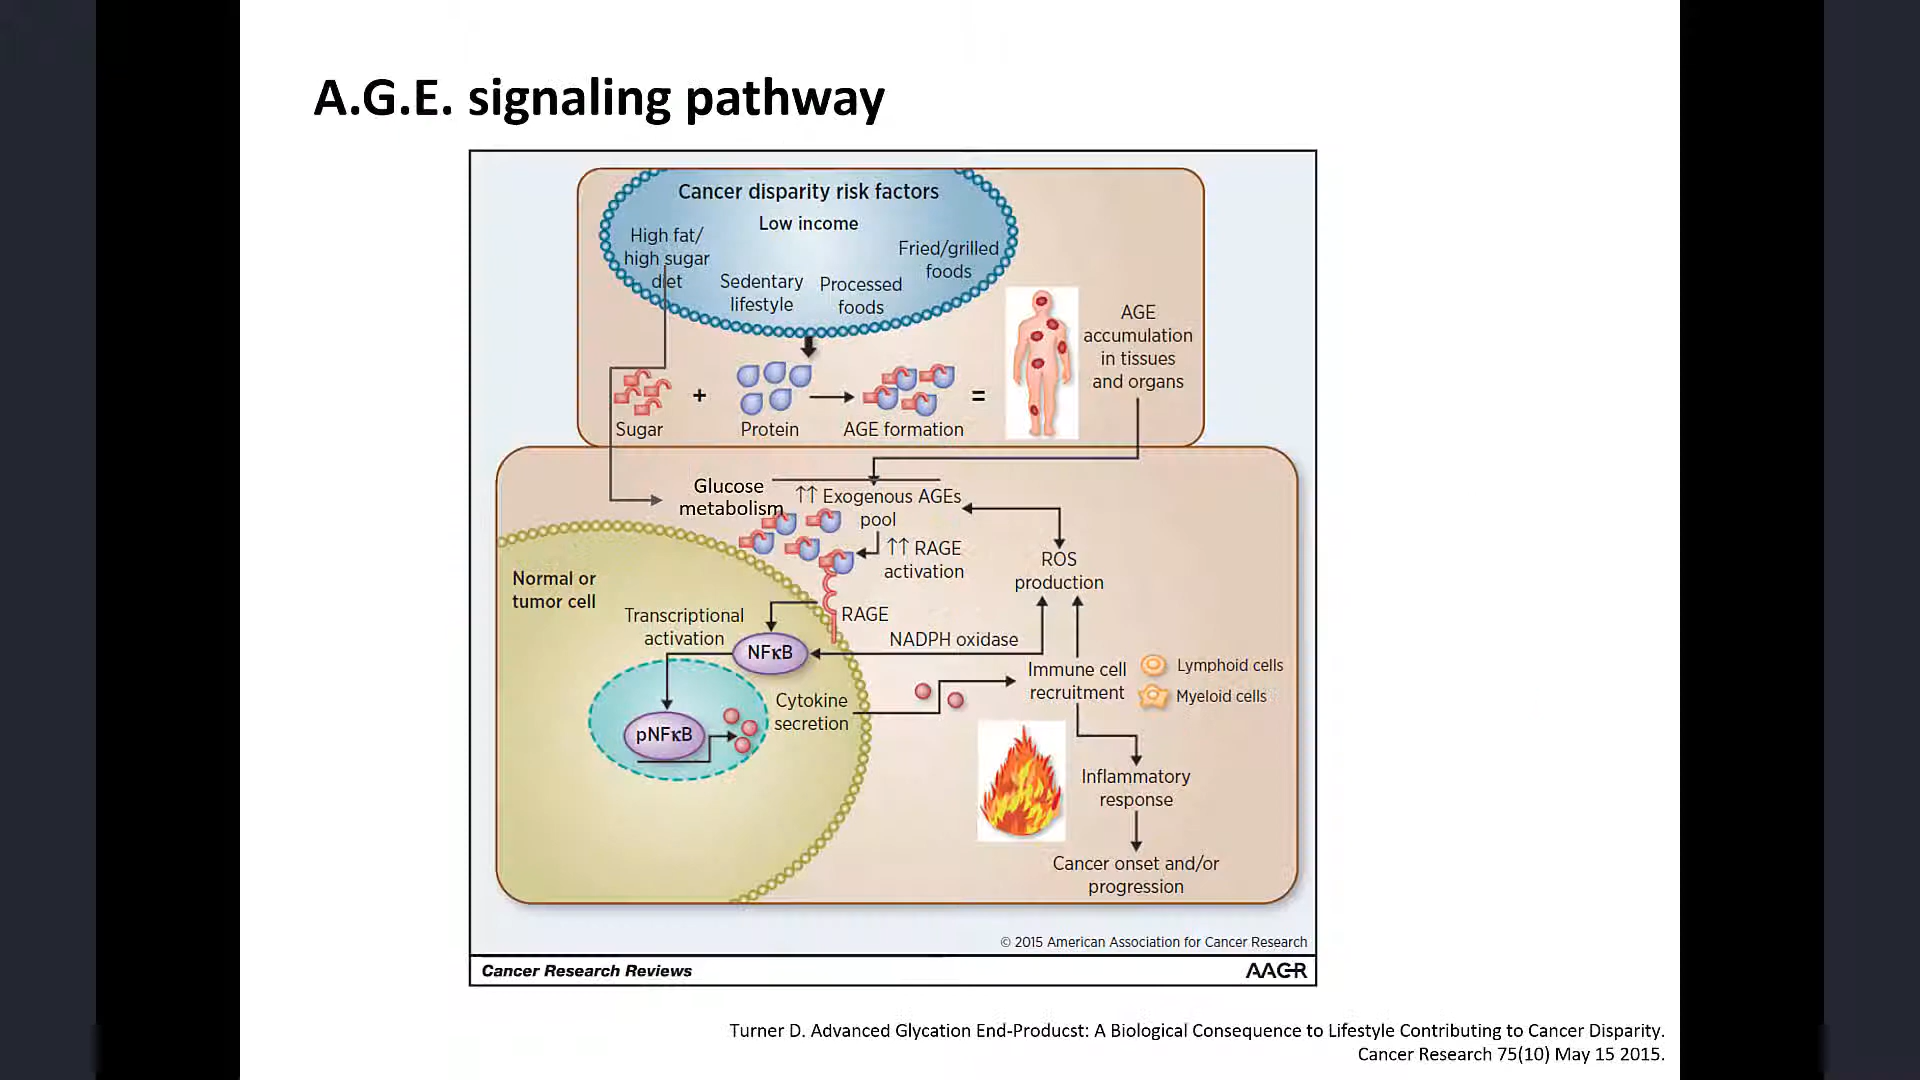 A.G.E. signaling pathway
Cancer disparity risk factors
Low income
High fat/
high sugar
diet
Sedentary
lifestyle
Processed
foods
Fried/grilled
foods
AGE
accumulation
in tissues
and organs
+
=
Sugar
Protein
AGE formation
Glucose
metabolism
↑↑ Exogenous AGEs
pool
↑↑ RAGE
activation
ROS
production
Normal or
tumor cell
Transcriptional
activation
RAGE
NADPH oxidase
NFκB
Immune cell
recruitment
Lymphoid cells
Myeloid cells
Cytokine
secretion
pNFκB
Inflammatory
response
Cancer onset and/or
progression
© 2015 American Association for Cancer Research
Cancer Research Reviews
AACR
Turner D. Advanced Glycation End-Producst: A Biological Consequence to Lifestyle Contributing to Cancer Disparity.
Cancer Research 75(10) May 15 2015.